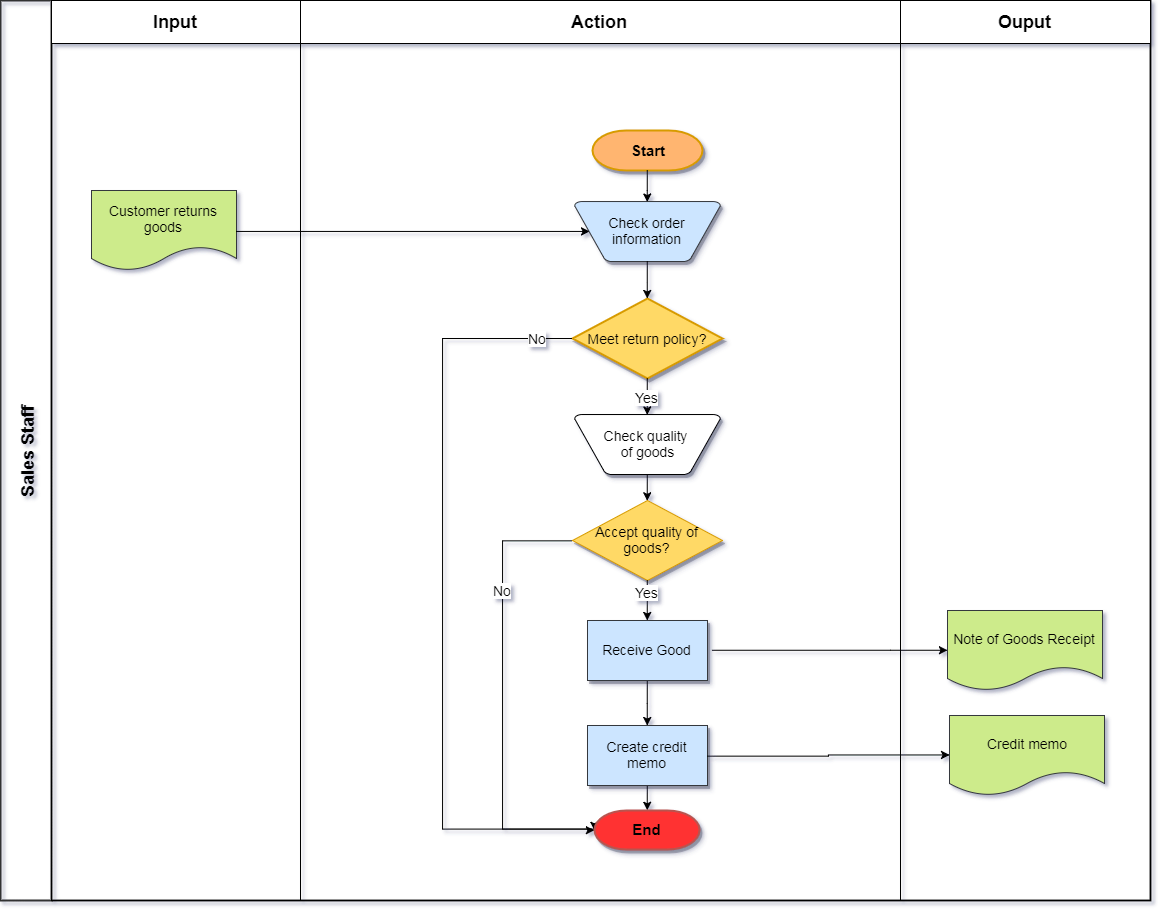 Input
Action
Ouput
Sales Staff
Start
Customer returns
goods
Check order
information
No
Meet return policy?
Yes
Check quality
of goods
Accept quality of
goods?
No
Yes
Receive Good
Note of Goods Receipt
Create credit
memo
Credit memo
End